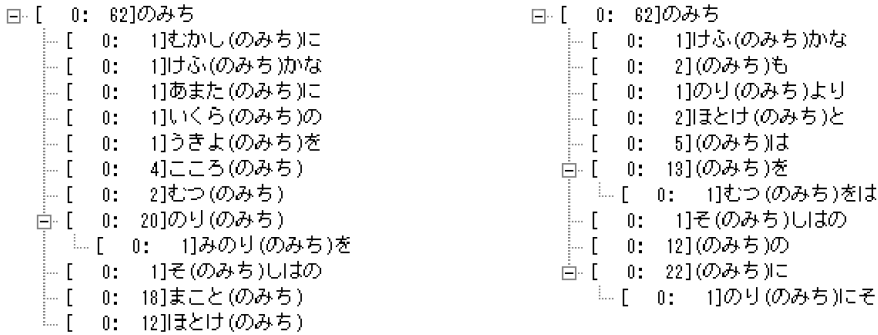 [ 0: 62]のみち
[ 0: 1]むかし(のみち)に
[ 0: 1]けふ(のみち)かな
[ 0: 1]あまた(のみち)に
[ 0: 1]いくら(のみち)の
[ 0: 1]うきよ(のみち)を
[ 0: 4]こころ(のみち)
[ 0: 2]むつ(のみち)
[ 0: 20]のり(のみち)
[ 0: 1]みのり(のみち)を
[ 0: 1]そ(のみち)しはの
[ 0: 18]まこと(のみち)
[ 0: 12]ほとけ(のみち)
[ 0: 62]のみち
[ 0: 1]けふ(のみち)かな
[ 0: 2](のみち)も
[ 0: 1]のり(のみち)より
[ 0: 2]ほとけ(のみち)と
[ 0: 5](のみち)は
[ 0: 13](のみち)を
[ 0: 1]むつ(のみち)をは
[ 0: 1]そ(のみち)しはの
[ 0: 12](のみち)の
[ 0: 22](のみち)に
[ 0: 1]のり(のみち)にそ